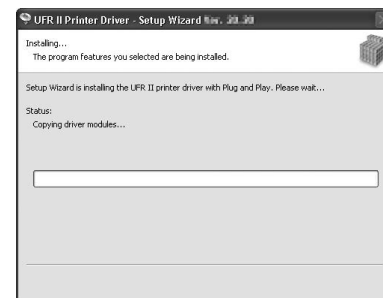 UFR II Printer Driver - Setup Wizard
Installing...
The program features you selected are being installed.
Setup Wizard is installing the UFR II printer driver with Plug and Play. Please wait...
Status:
Copying driver modules...